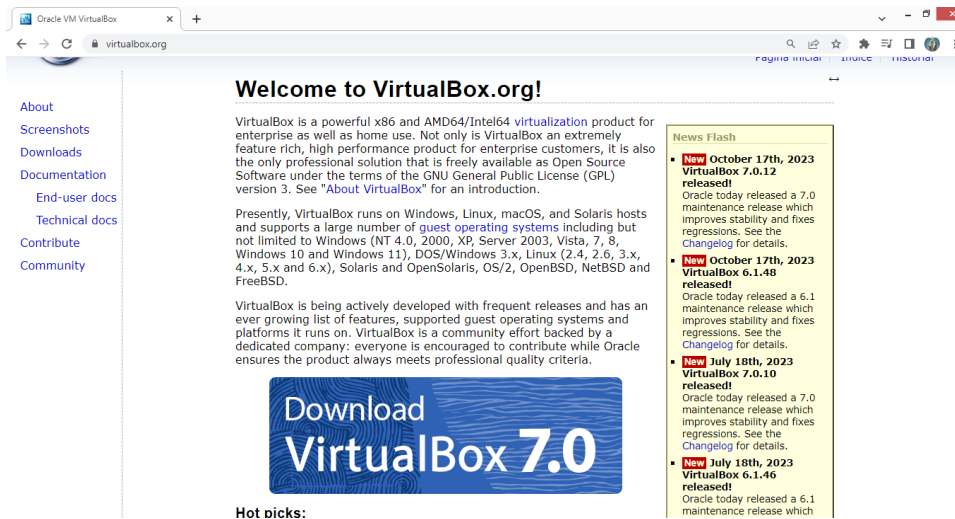 Oracle VM VirtualBox
virtualbox.org
Página Inicial
Índice
Historial
About
Screenshots
Downloads
Documentation
End-user docs
Technical docs
Contribute
Community
Welcome to VirtualBox.org!
VirtualBox is a powerful x86 and AMD64/Intel64 virtualization product for
enterprise as well as home use. Not only is VirtualBox an extremely
feature rich, high performance product for enterprise customers, it is also
the only professional solution that is freely available as Open Source
Software under the terms of the GNU General Public License (GPL)
version 3. See "About VirtualBox" for an introduction.
Presently, VirtualBox runs on Windows, Linux, macOS, and Solaris hosts
and supports a large number of guest operating systems including but
not limited to Windows (NT 4.0, 2000, XP, Server 2003, Vista, 7, 8,
Windows 10 and Windows 11), DOS/Windows 3.x, Linux (2.4, 2.6, 3.x,
4.x, 5.x and 6.x), Solaris and OpenSolaris, OS/2, OpenBSD, NetBSD and
FreeBSD.
VirtualBox is being actively developed with frequent releases and has an
ever growing list of features, supported guest operating systems and
platforms it runs on. VirtualBox is a community effort backed by a
dedicated company: everyone is encouraged to contribute while Oracle
ensures the product always meets professional quality criteria.
Download
VirtualBox 7.0
Hot picks:
News Flash
New October 17th, 2023
VirtualBox 7.0.12
released!
Oracle today released a 7.0
maintenance release which
improves stability and fixes
regressions. See the
Changelog for details.
New October 17th, 2023
VirtualBox 6.1.48
released!
Oracle today released a 6.1
maintenance release which
improves stability and fixes
regressions. See the
Changelog for details.
New July 18th, 2023
VirtualBox 7.0.10
released!
Oracle today released a 7.0
maintenance release which
improves stability and fixes
regressions. See the
Changelog for details.
New July 18th, 2023
VirtualBox 6.1.46
released!
Oracle today released a 6.1
maintenance release which